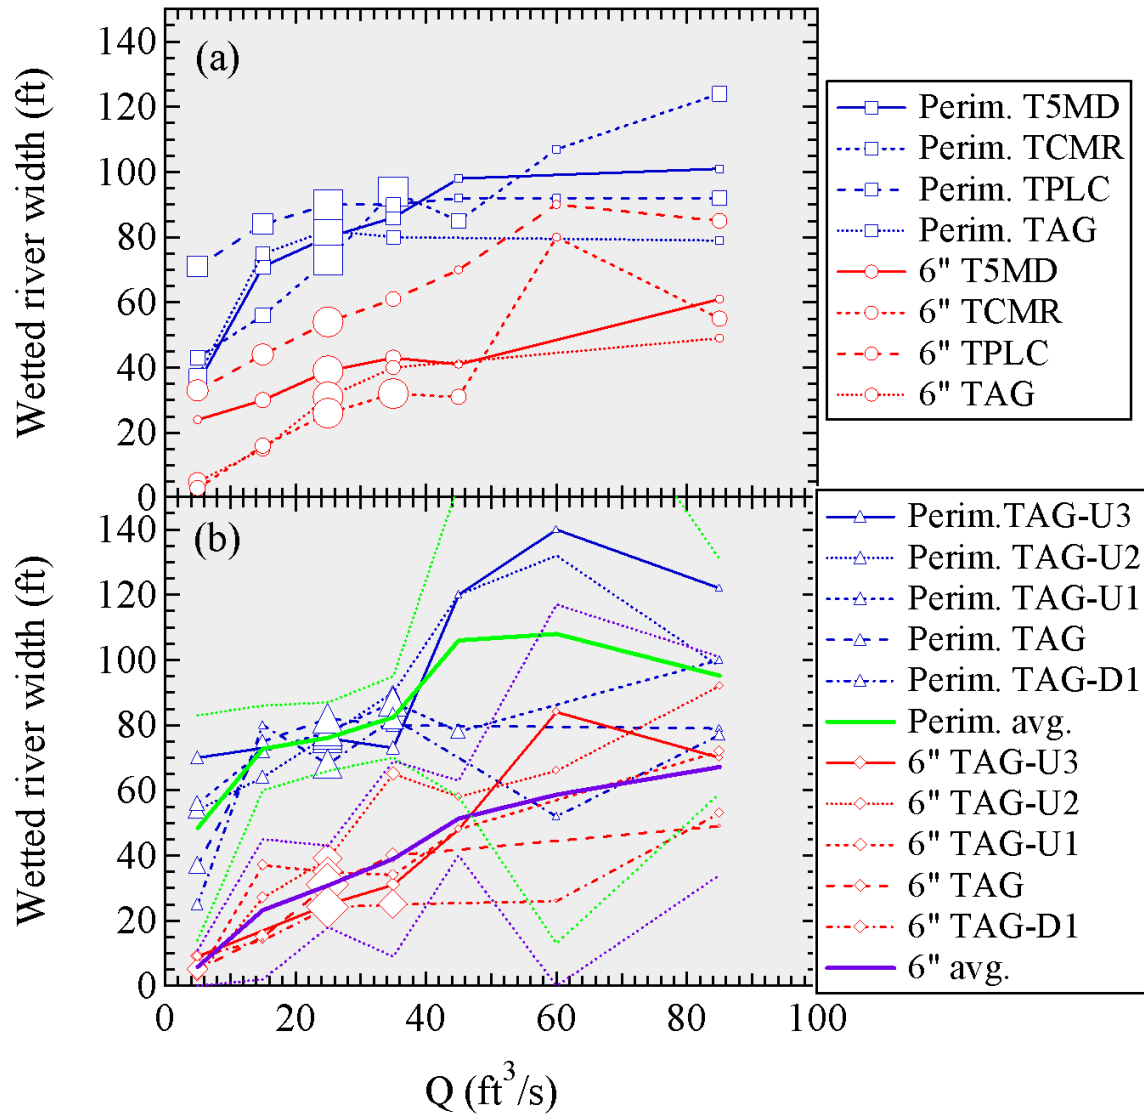 (a)
Wetted river width (ft)
140
120
100
80
60
40
20
0
Perim. T5MD
Perim. TCMR
Perim. TPLC
Perim. TAG
6" T5MD
6" TCMR
6" TPLC
6" TAG
(b)
Wetted river width (ft)
140
120
100
80
60
40
20
0
0 20 40 60 80 100
Q (ft³/s)
Perim.TAG-U3
Perim. TAG-U2
Perim. TAG-U1
Perim. TAG
Perim. TAG-D1
Perim. avg.
6" TAG-U3
6" TAG-U2
6" TAG-U1
6" TAG
6" TAG-D1
6" avg.